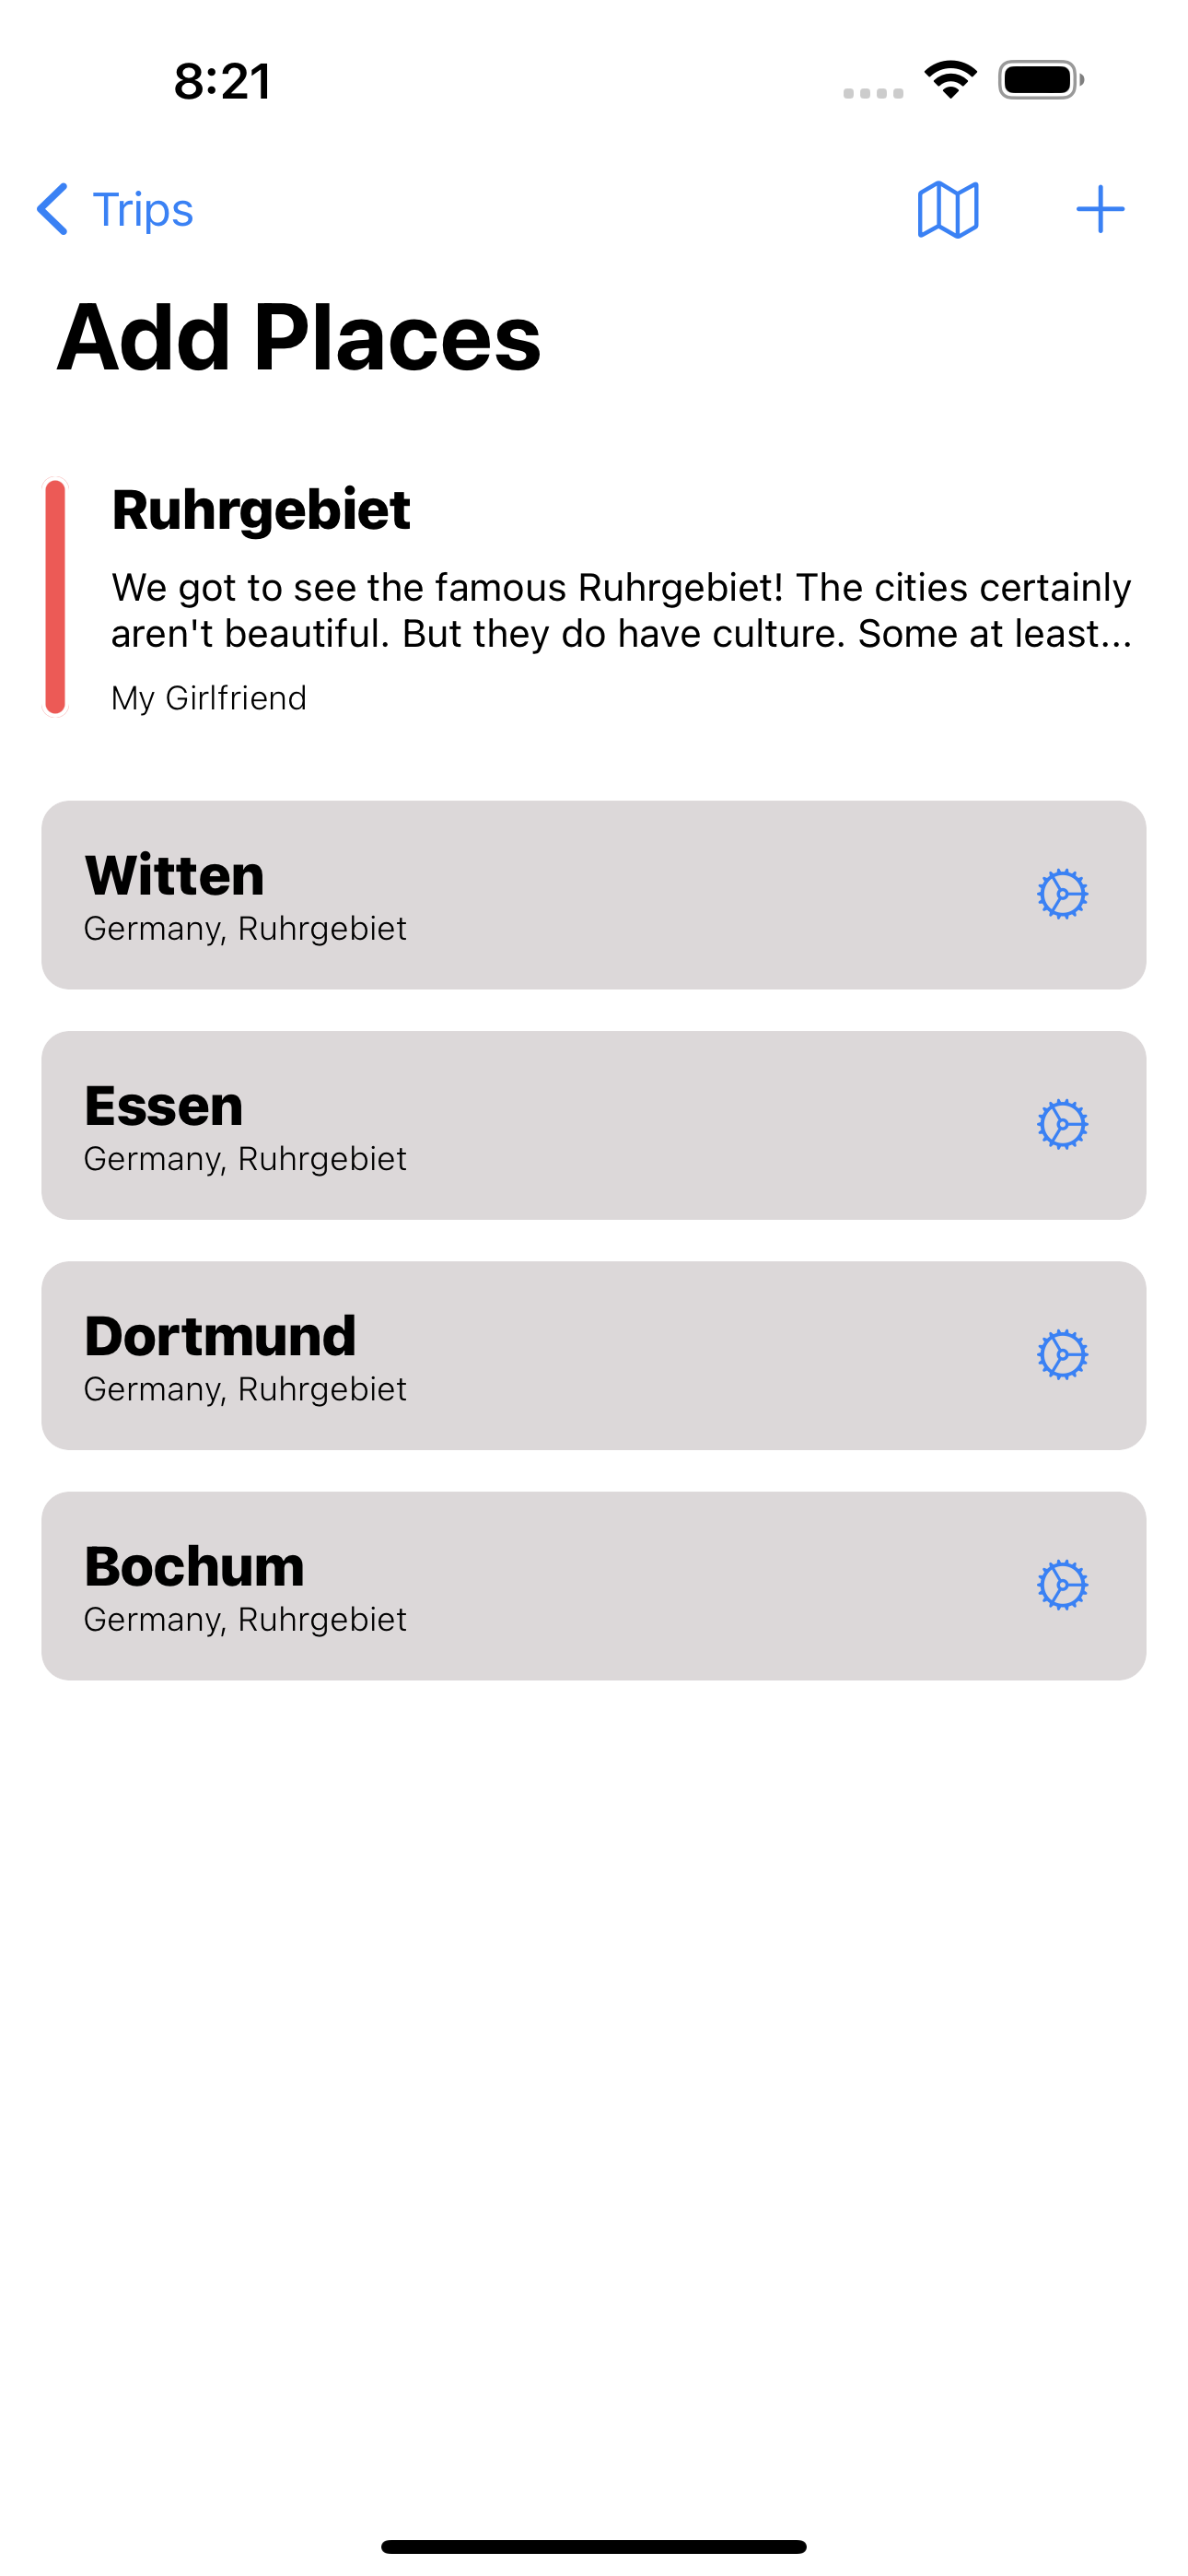 8:21
Trips
Add Places
Ruhrgebiet
We got to see the famous Ruhrgebiet! The cities certainly
aren't beautiful. But they do have culture. Some at least...
My Girlfriend
Witten
Germany, Ruhrgebiet
Essen
Germany, Ruhrgebiet
Dortmund
Germany, Ruhrgebiet
Bochum
Germany, Ruhrgebiet